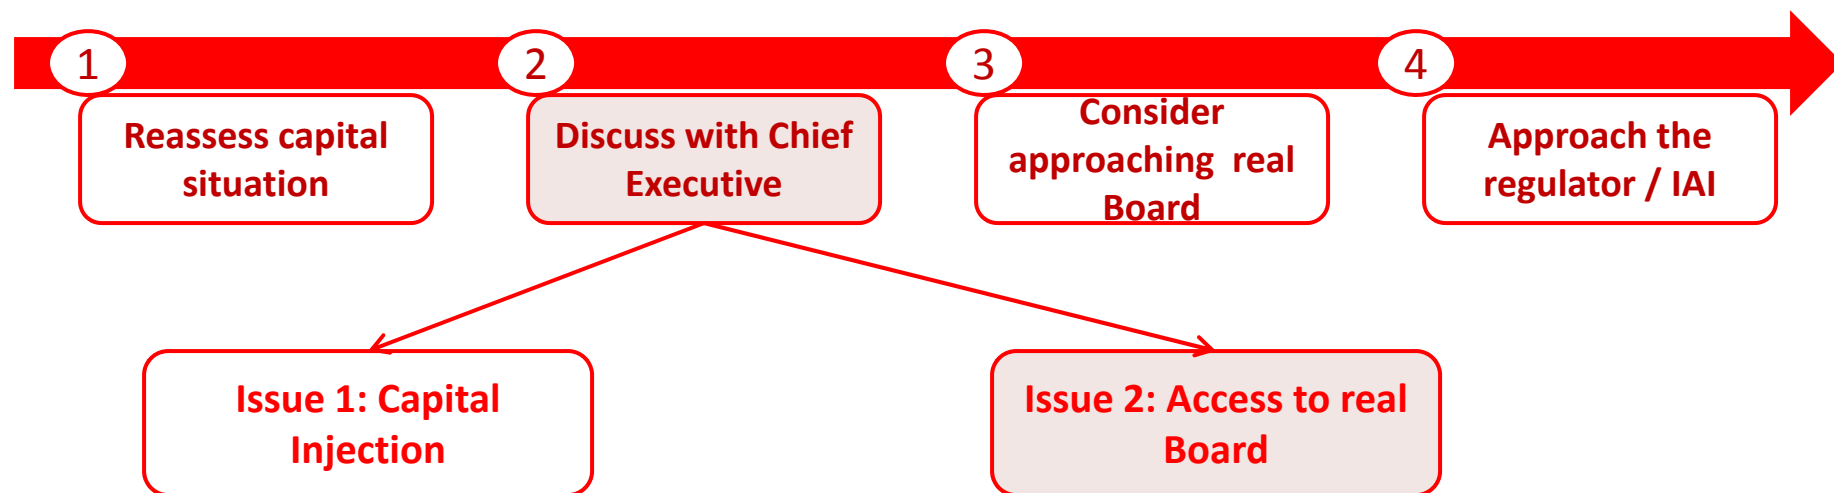 1
2
3
4
Reassess capital
situation
Discuss with Chief
Executive
Consider
approaching  real
Board
Approach the
regulator / IAI
Issue 1: Capital
Injection
Issue 2: Access to real
Board